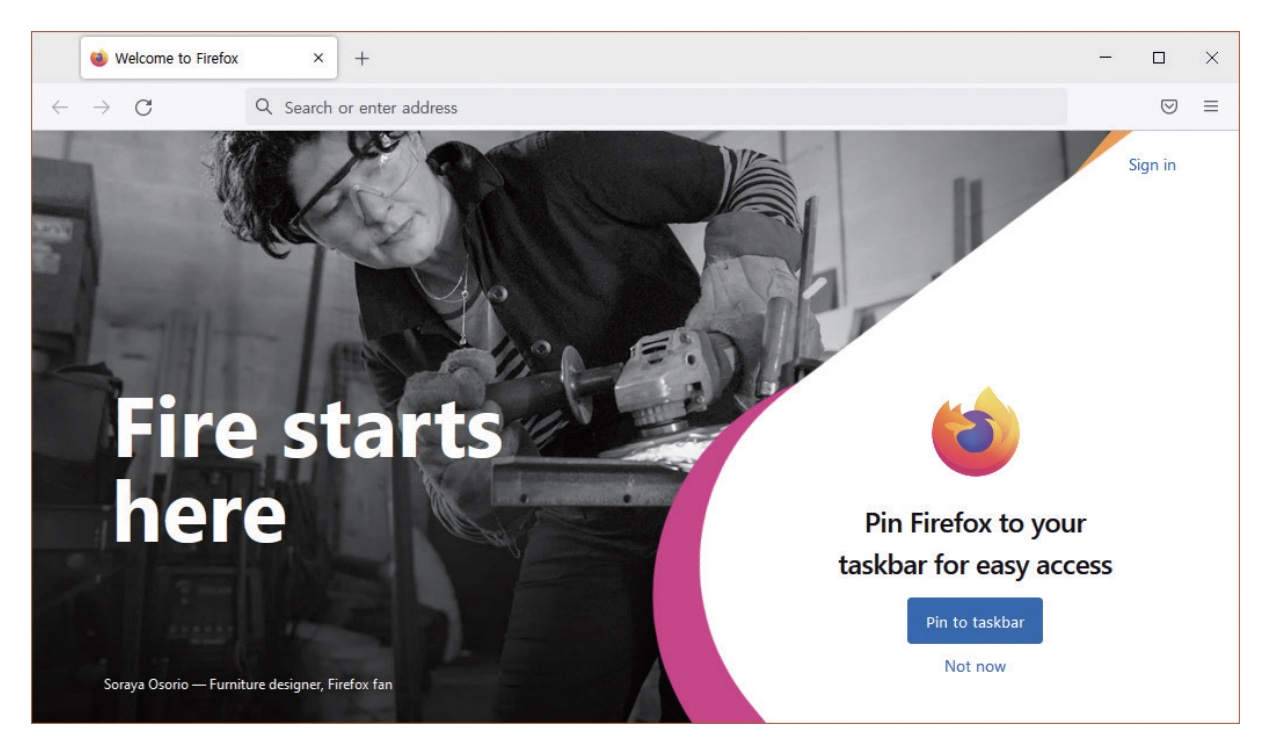 Welcome to Firefox
Search or enter address
Sign in
Fire starts
here
Soraya Osorio — Furniture designer, Firefox fan
Pin Firefox to your
taskbar for easy access
Pin to taskbar
Not now